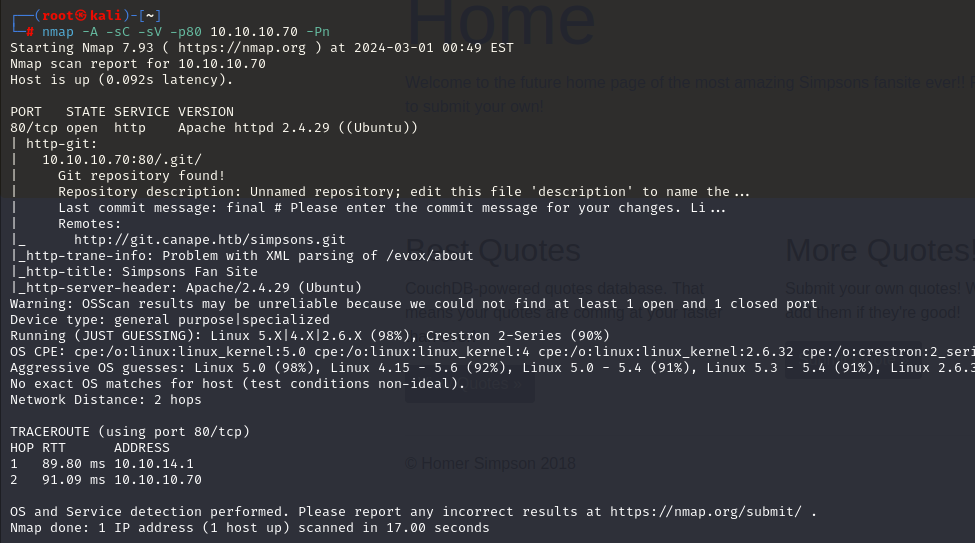 ┌──(root㉿kali)-[~]
└─# nmap -A -sC -sV -p80 10.10.10.70 -Pn
Starting Nmap 7.93 ( https://nmap.org ) at 2024-03-01 00:49 EST
Nmap scan report for 10.10.10.70
Host is up (0.092s latency).

PORT   STATE SERVICE VERSION
80/tcp open  http    Apache httpd 2.4.29 ((Ubuntu))
| http-git:
|   10.10.10.70:80/.git/
|     Git repository found!
|     Repository description: Unnamed repository; edit this file 'description' to name the...
|     Last commit message: final # Please enter the commit message for your changes. Li...
|     Remotes:
|_      http://git.canape.htb/simpsons.git
|_http-trane-info: Problem with XML parsing of /evox/about
|_http-title: Simpsons Fan Site
|_http-server-header: Apache/2.4.29 (Ubuntu)
Warning: OSScan results may be unreliable because we could not find at least 1 open and 1 closed port
Device type: general purpose|specialized
Running (JUST GUESSING): Linux 5.X|4.X|2.6.X (98%), Crestron 2-Series (90%)
OS CPE: cpe:/o:linux:linux_kernel:5.0 cpe:/o:linux:linux_kernel:4 cpe:/o:linux:linux_kernel:2.6.32 cpe:/o:crestron:2_seri
Aggressive OS guesses: Linux 5.0 (98%), Linux 4.15 - 5.6 (92%), Linux 5.0 - 5.4 (91%), Linux 5.3 - 5.4 (91%), Linux 2.6.3
No exact OS matches for host (test conditions non-ideal).
Network Distance: 2 hops

TRACEROUTE (using port 80/tcp)
HOP RTT      ADDRESS
1   89.80 ms 10.10.14.1
2   91.09 ms 10.10.10.70

OS and Service detection performed. Please report any incorrect results at https://nmap.org/submit/ .
Nmap done: 1 IP address (1 host up) scanned in 17.00 seconds
Home
Welcome to the future home page of the most amazing Simpsons fansite ever!
to submit your own!
Best Quotes
CouchDB-powered quotes database. That
means your quotes are coming at your faster
More Quotes!
Submit your own quotes!
add them if they're good!
© Homer Simpson 2018